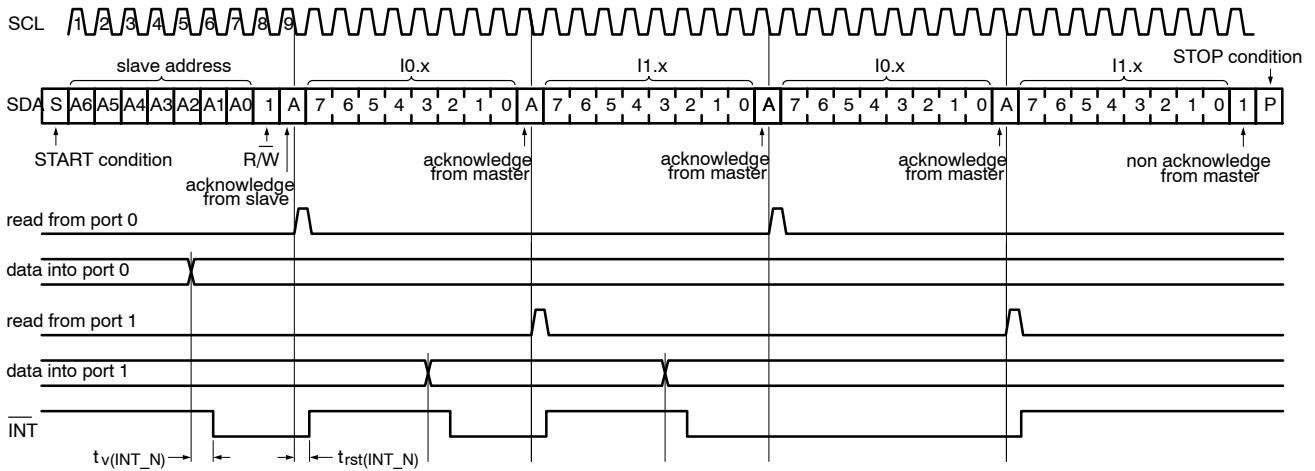 SCL 1 2 3 4 5 6 7 8 9
STOP condition
slave address I0.x I1.x I0.x I1.x
SDA S A6 A5 A4 A3 A2 A1 A0 1 A 7 6 5 4 3 2 1 0 A 7 6 5 4 3 2 1 0 A 7 6 5 4 3 2 1 0 A 7 6 5 4 3 2 1 0 1 P
START condition R/W acknowledge acknowledge acknowledge non acknowledge
from master from master from master from master
acknowledge
from slave
read from port 0
data into port 0
read from port 1
data into port 1
INT
tv(INT_N) trst(INT_N)